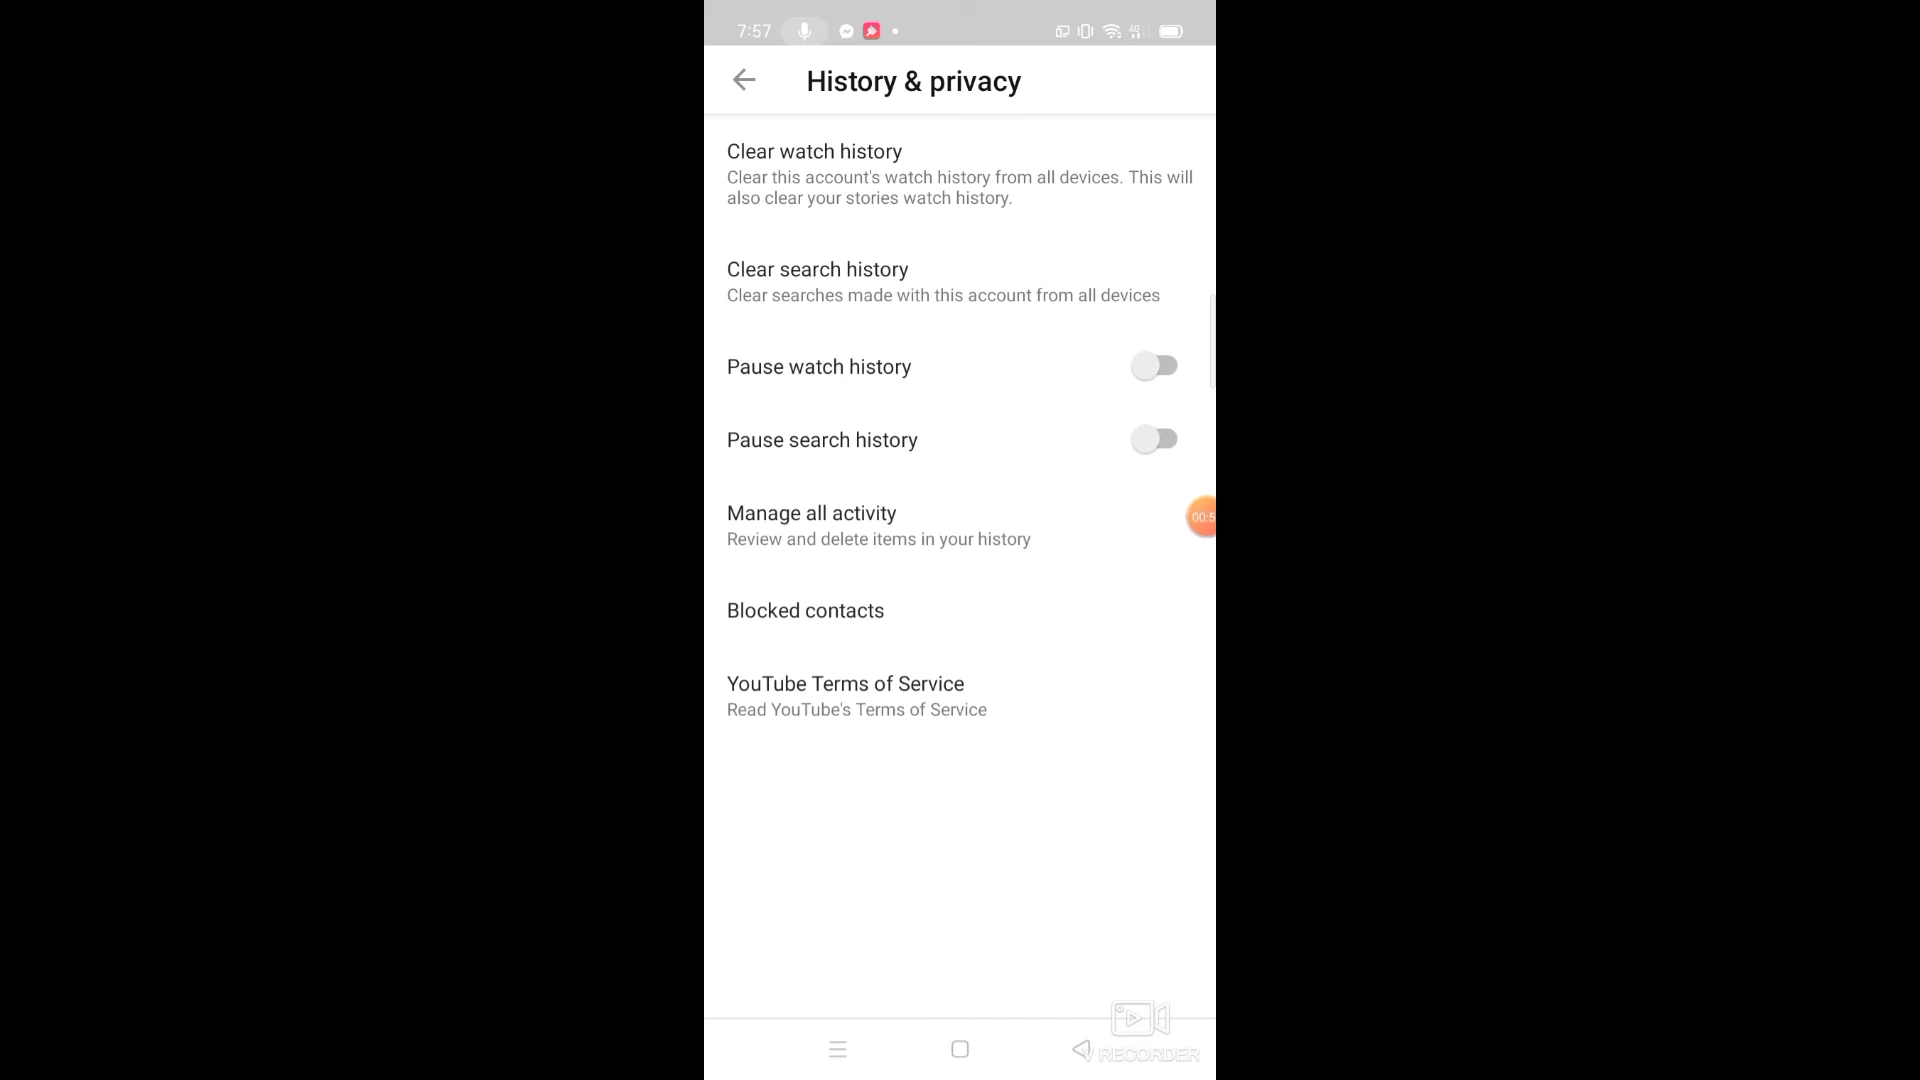 7:57
History & privacy
Clear watch history
Clear this account's watch history from all devices. This will
also clear your stories watch history.
Clear search history
Clear searches made with this account from all devices
Pause watch history
Pause search history
Manage all activity
00:5
Review and delete items in your history
Blocked contacts
YouTube Terms of Service
Read YouTube's Terms of Service
V RECORDER